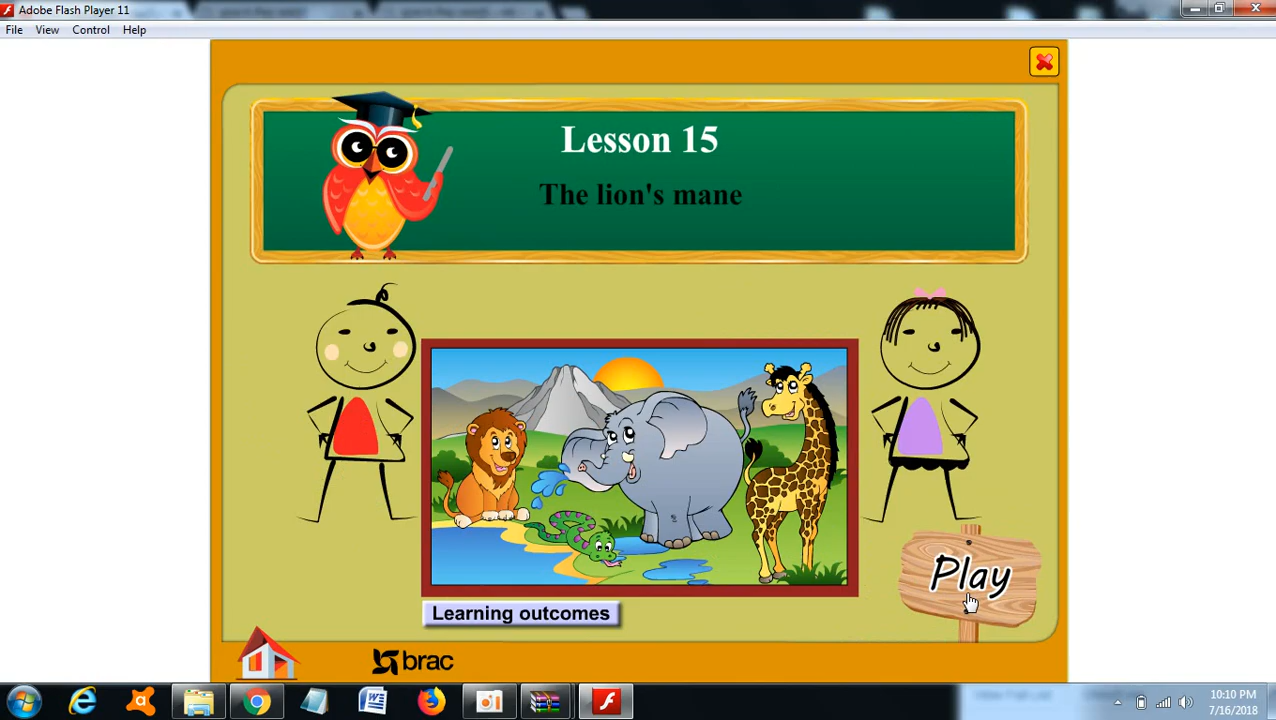 Adobe Flash Player 11
File View Control Help
Lesson 15
The lion's mane
Play
Learning outcomes
brac
10:10 PM
7/16/2018